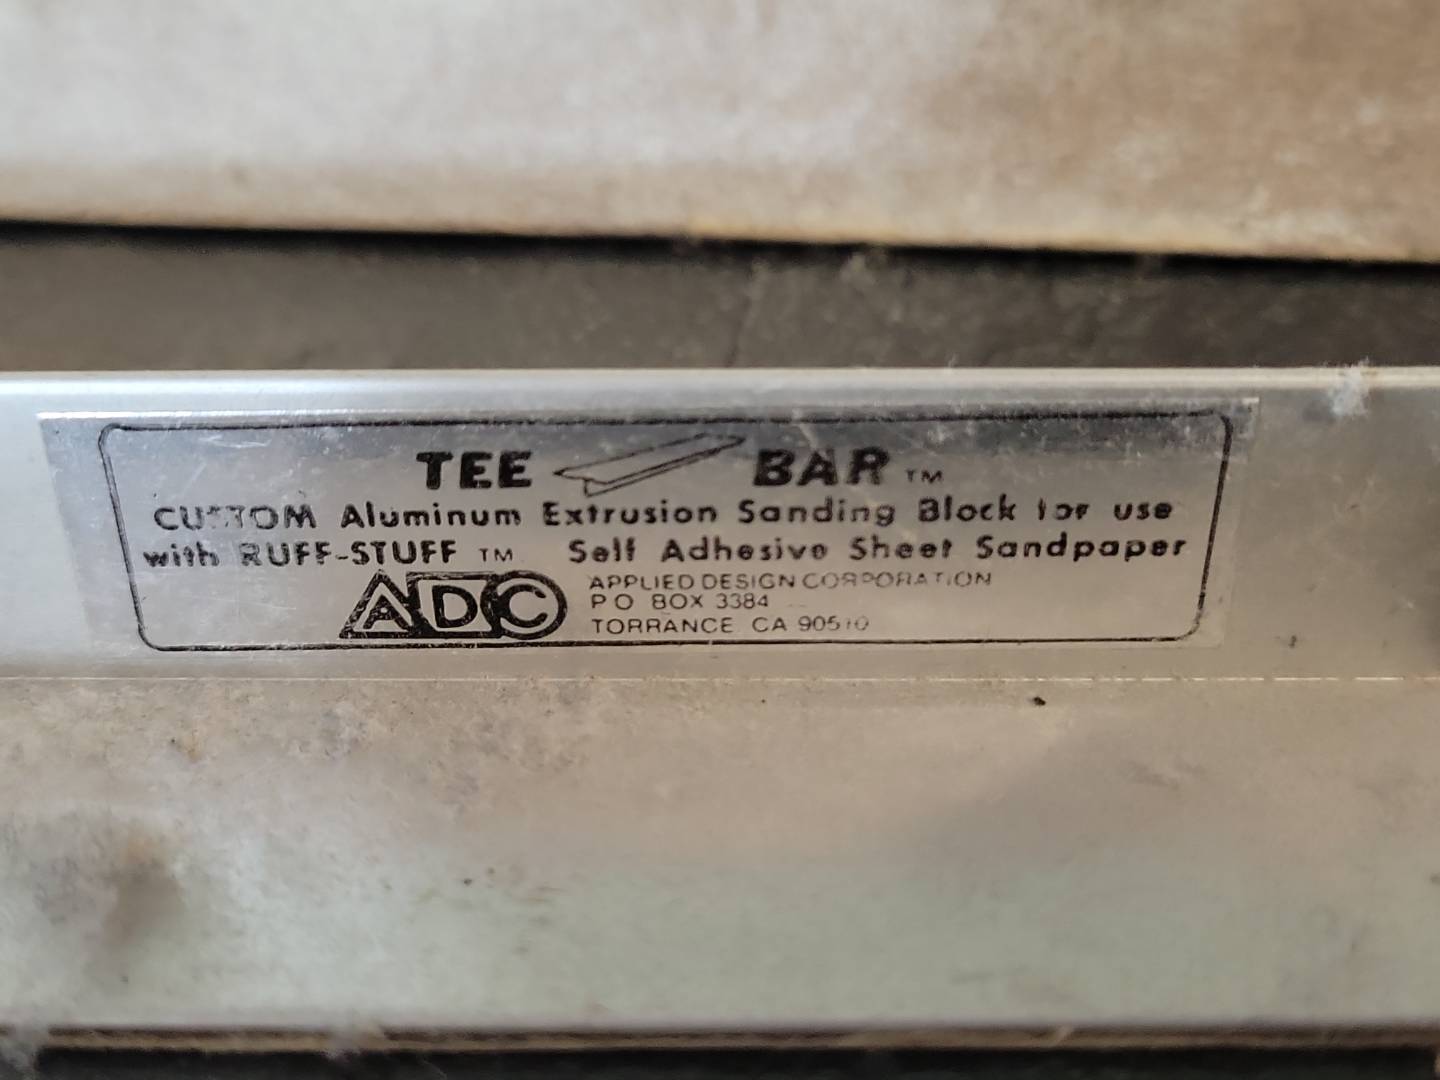 TEE BAR TM
CUSTOM Aluminum Extrusion Sanding Block for use
with RUFF-STUFF TM Self Adhesive Sheet Sandpaper
ADC
APPLIED DESIGN CORPORATION
P O BOX 3384
TORRANCE CA 90510